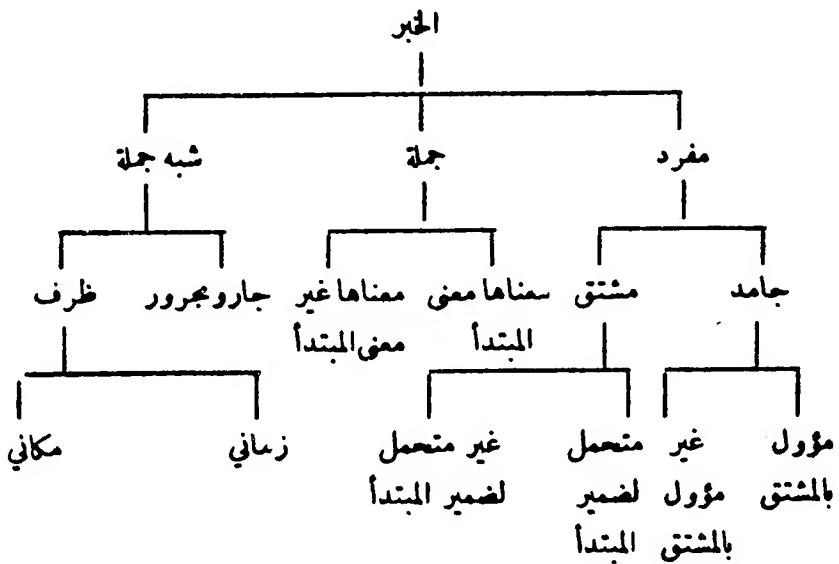 الخبر
مفرد جملة شبه جملة
جامد مشتق معناها معنى معناها غير جار ومجرور ظرف
المبتدأ معنى المبتدأ
مؤول غير متحمل غير متحمل زماني مكاني
بالمشتق مؤول لضمير لضمير المبتدأ
بالمشتق المبتدأ